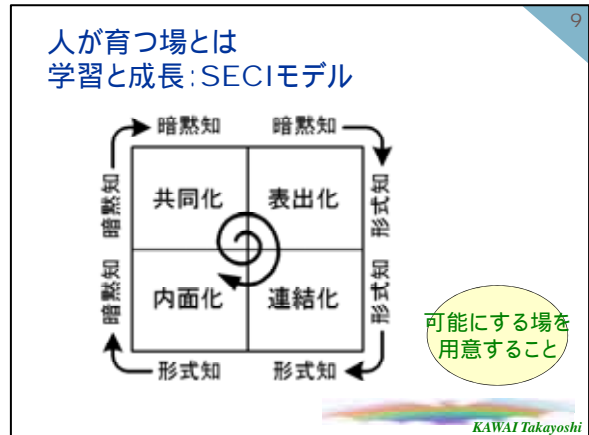 9
人が育つ場とは
学習と成長:SECIモデル
暗黙知 暗黙知
暗黙知 共同化 表出化 形式知
暗黙知 内面化 連結化 形式知
形式知 形式知
可能にする場を
用意すること
KAWAI Takayoshi